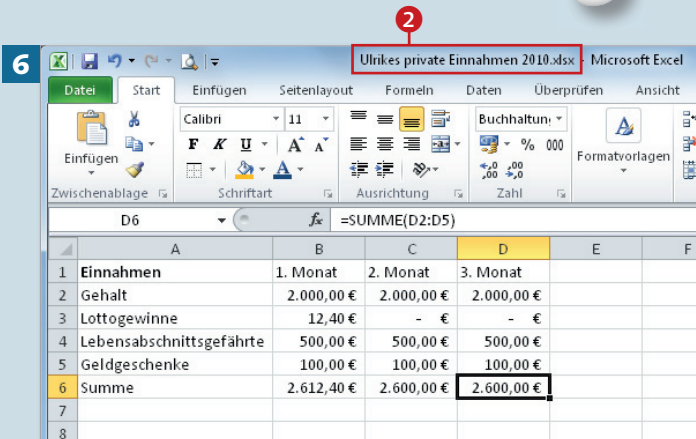 2
6
Ulrikes private Einnahmen 2010.xlsx - Microsoft Excel
Datei Start Einfügen Seitenlayout Formeln Daten Überprüfen Ansicht
Calibri 11 Buchhaltun
F K U A A % 000
Einfügen A ,00 ,00 Formatvorlagen
Zwischenablage Schriftart Ausrichtung Zahl
D6 fx =SUMME(D2:D5)
A B C D E F
1 Einnahmen 1. Monat 2. Monat 3. Monat
2 Gehalt 2.000,00 € 2.000,00 € 2.000,00 €
3 Lottogewinne 12,40 € - € - €
4 Lebensabschnittsgefährte 500,00 € 500,00 € 500,00 €
5 Geldgeschenke 100,00 € 100,00 € 100,00 €
6 Summe 2.612,40 € 2.600,00 € 2.600,00 €
7
8